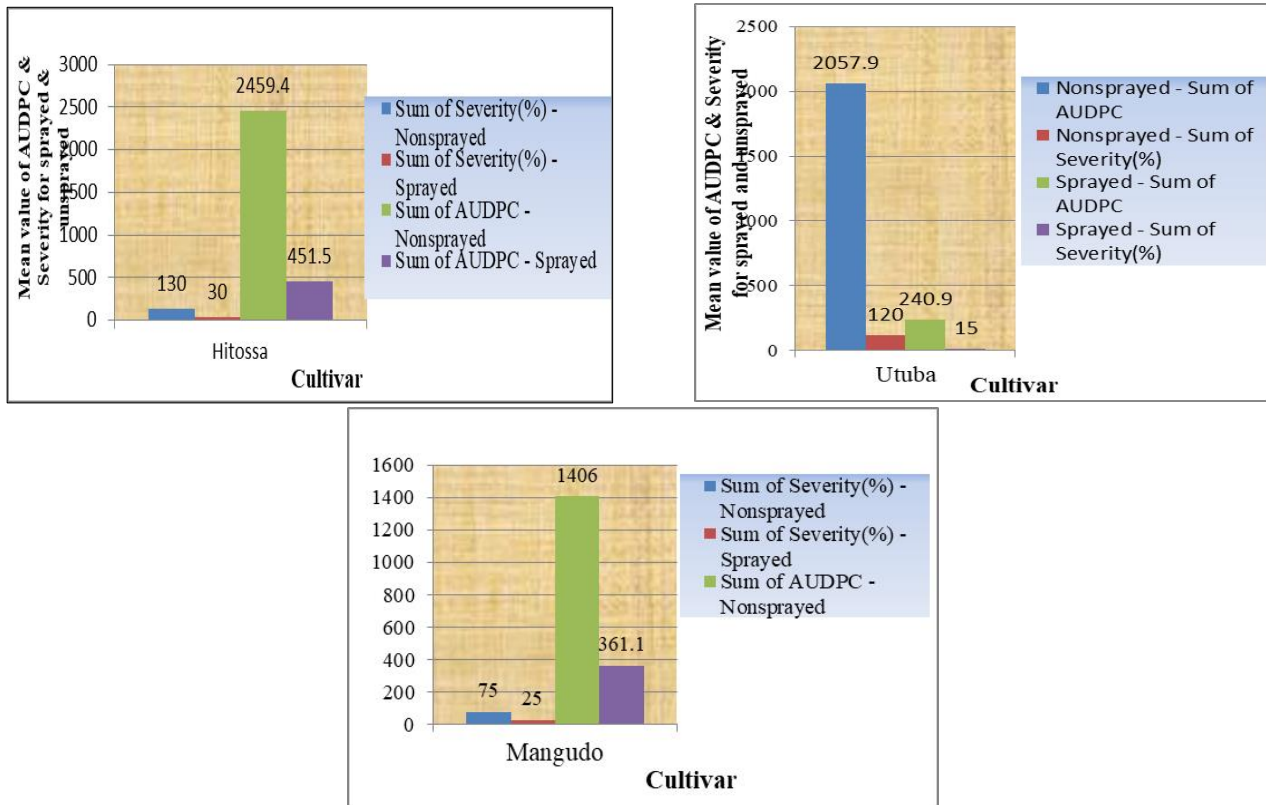 Mean value of AUDPC &
Severity for sprayed &
unsprayed
3000
2500
2000
1500
1000
500
0
2459.4
451.5
130
30
Hitossa
Cultivar
Sum of Severity(%) -
Nonsprayed
Sum of Severity(%) -
Sprayed
Sum of AUDPC -
Nonsprayed
Sum of AUDPC - Sprayed
Mean value of AUDPC & Severity
for sprayed and unsprayed
2500
2000
1500
1000
500
0
2057.9
120
240.9
15
Utuba
Cultivar
Nonsprayed - Sum of
AUDPC
Nonsprayed - Sum of
Severity(%)
Sprayed - Sum of
AUDPC
Sprayed - Sum of
Severity(%)
1600
1400
1200
1000
800
600
400
200
0
1406
361.1
75
25
Mangudo
Cultivar
Sum of Severity(%) -
Nonsprayed
Sum of Severity(%) -
Sprayed
Sum of AUDPC -
Nonsprayed